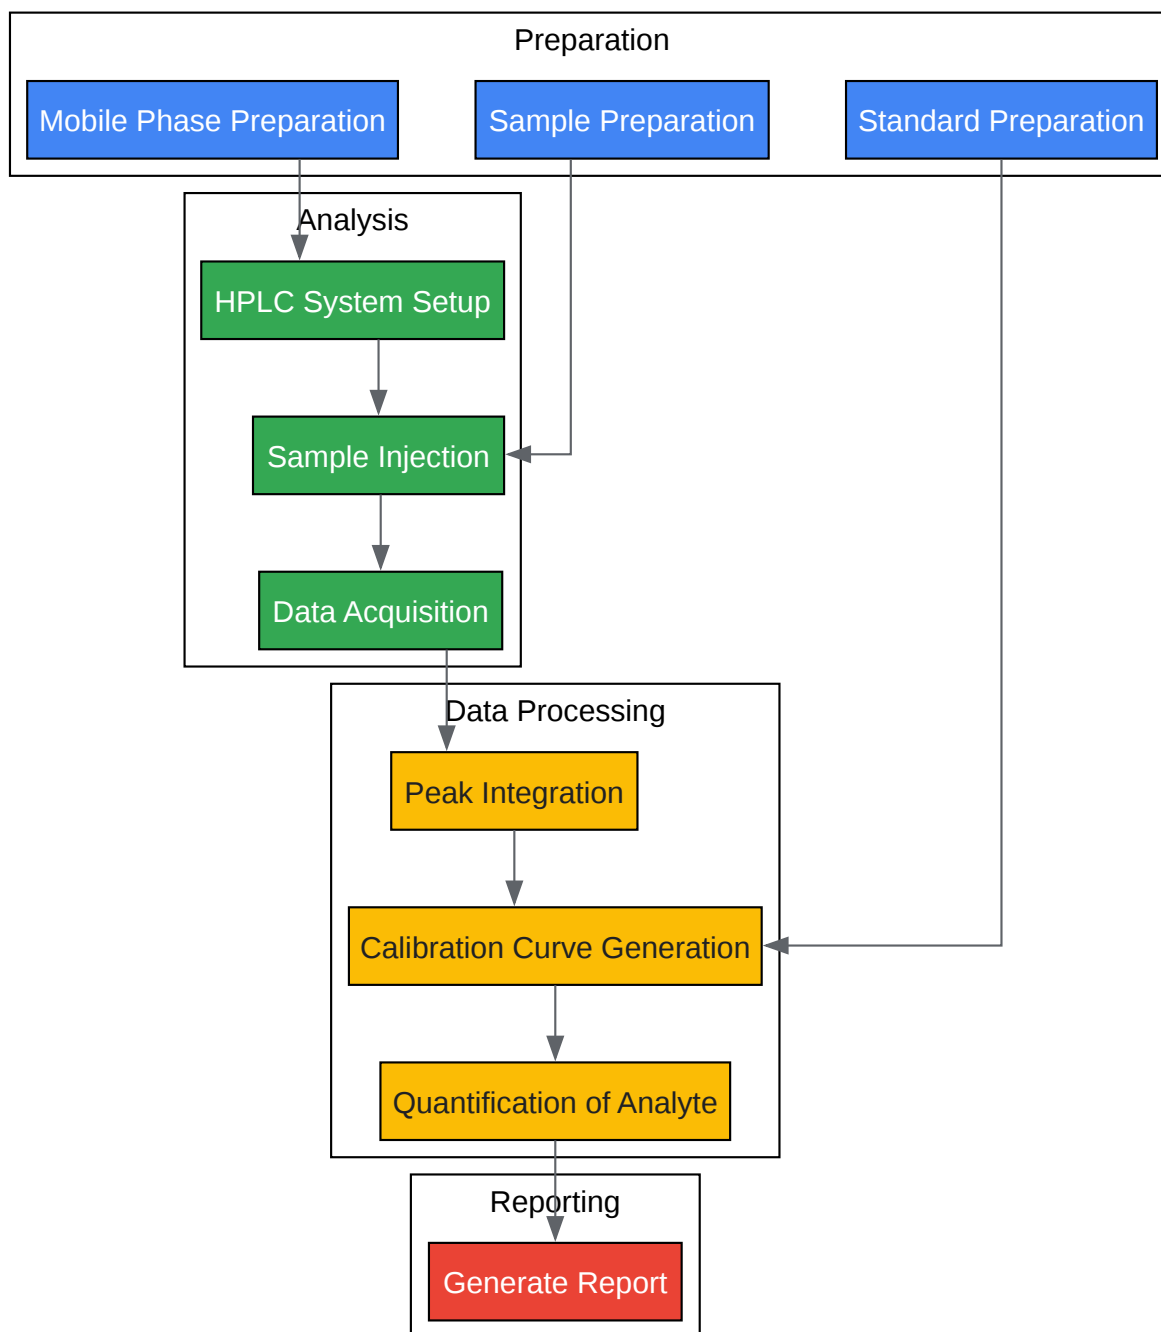 Preparation
Mobile Phase Preparation
Sample Preparation
Standard Preparation
Analysis
HPLC System Setup
Sample Injection
Data Acquisition
Data Processing
Peak Integration
Calibration Curve Generation
Quantification of Analyte
Reporting
Generate Report